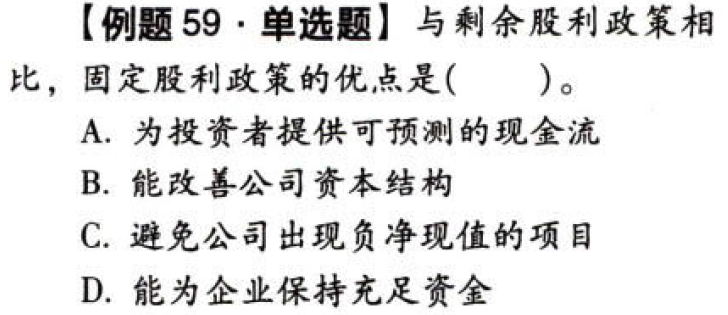 【例题59·单选题】与剩余股利政策相
比，固定股利政策的优点是(　　)。
A. 为投资者提供可预测的现金流
B. 能改善公司资本结构
C. 避免公司出现负净现值的项目
D. 能为企业保持充足资金